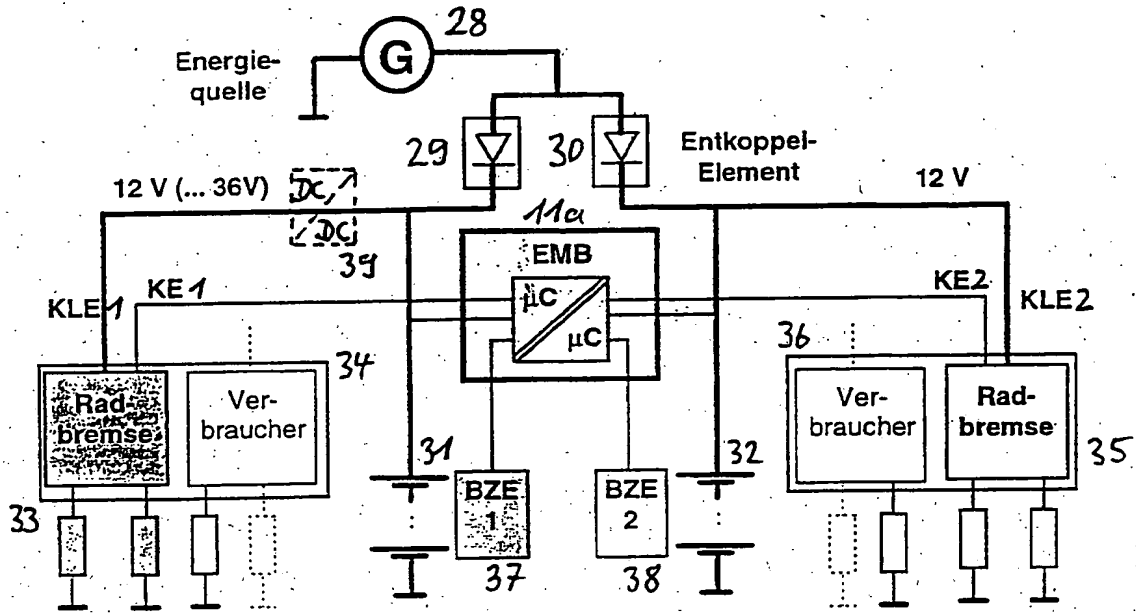 28
G
Energie-
quelle
29
30
Entkoppel-
Element
12 V (... 36V)
DC
DC
39
12 V
11a
EMB
µC
µC
KLE1
KE1
KE2
KLE2
34
36
Rad-
bremse
Ver-
braucher
Ver-
braucher
Rad-
bremse
35
31
32
33
BZE
1
BZE
2
37
38